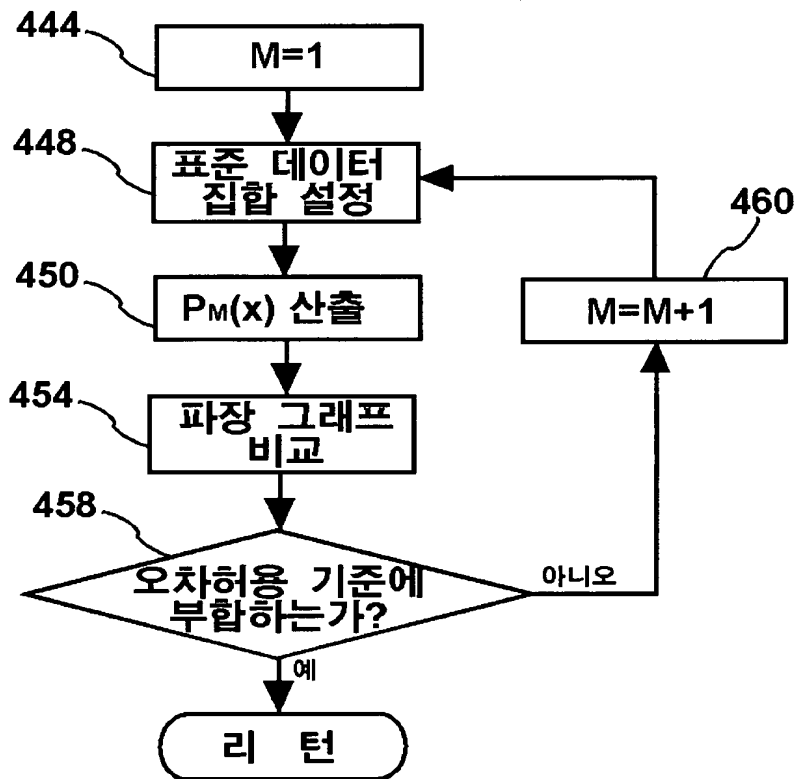 444
M=1
448
표준 데이터
집합 설정
460
450
PM(x) 산출
M=M+1
454
파장 그래프
비교
458
오차허용 기준에
부합하는가?
아니오
예
리 턴